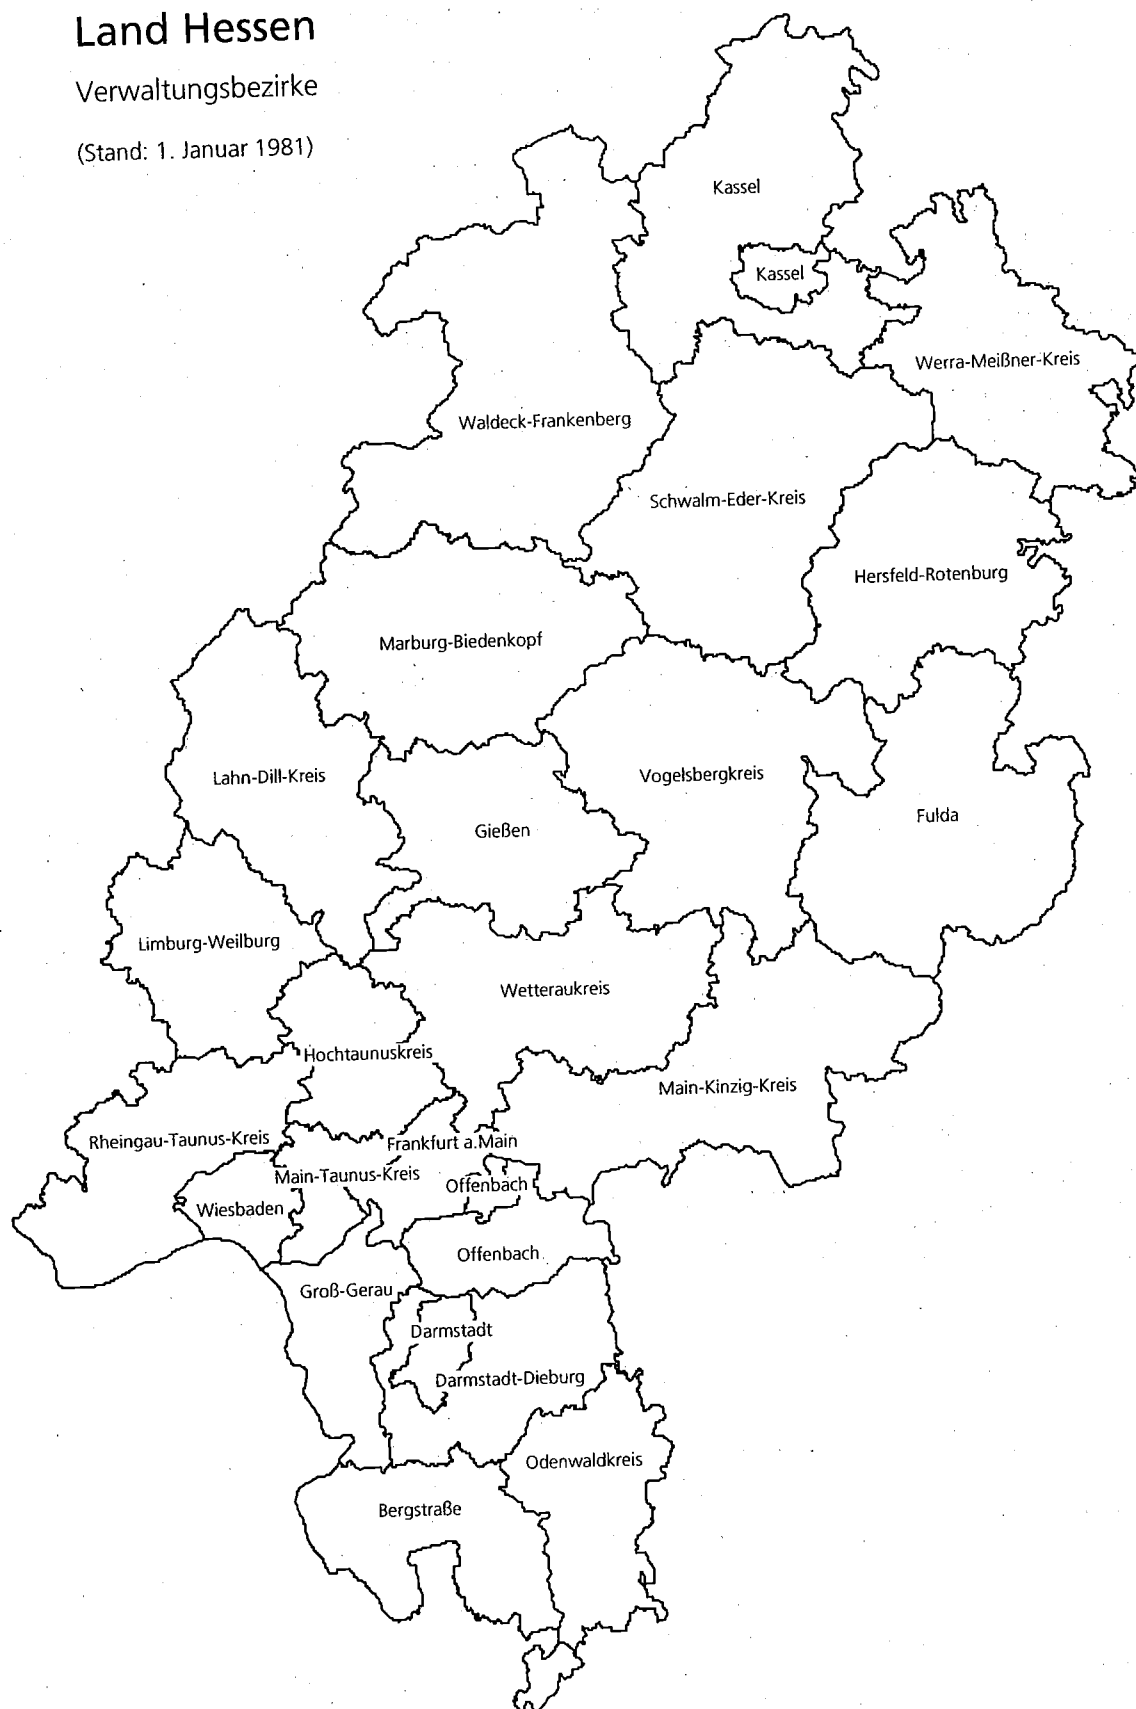 Land Hessen
Verwaltungsbezirke
(Stand: 1. Januar 1981)
Kassel
Kassel
Werra-Meißner-Kreis
Waldeck-Frankenberg
Schwalm-Eder-Kreis
Hersfeld-Rotenburg
Marburg-Biedenkopf
Lahn-Dill-Kreis
Vogelsbergkreis
Fulda
Gießen
Limburg-Weilburg
Wetteraukreis
Hochtaunuskreis
Main-Kinzig-Kreis
Rheingau-Taunus-Kreis
Frankfurt a.Main
Main-Taunus-Kreis
Offenbach
Wiesbaden
Offenbach
Groß-Gerau
Darmstadt
Darmstadt-Dieburg
Odenwaldkreis
Bergstraße